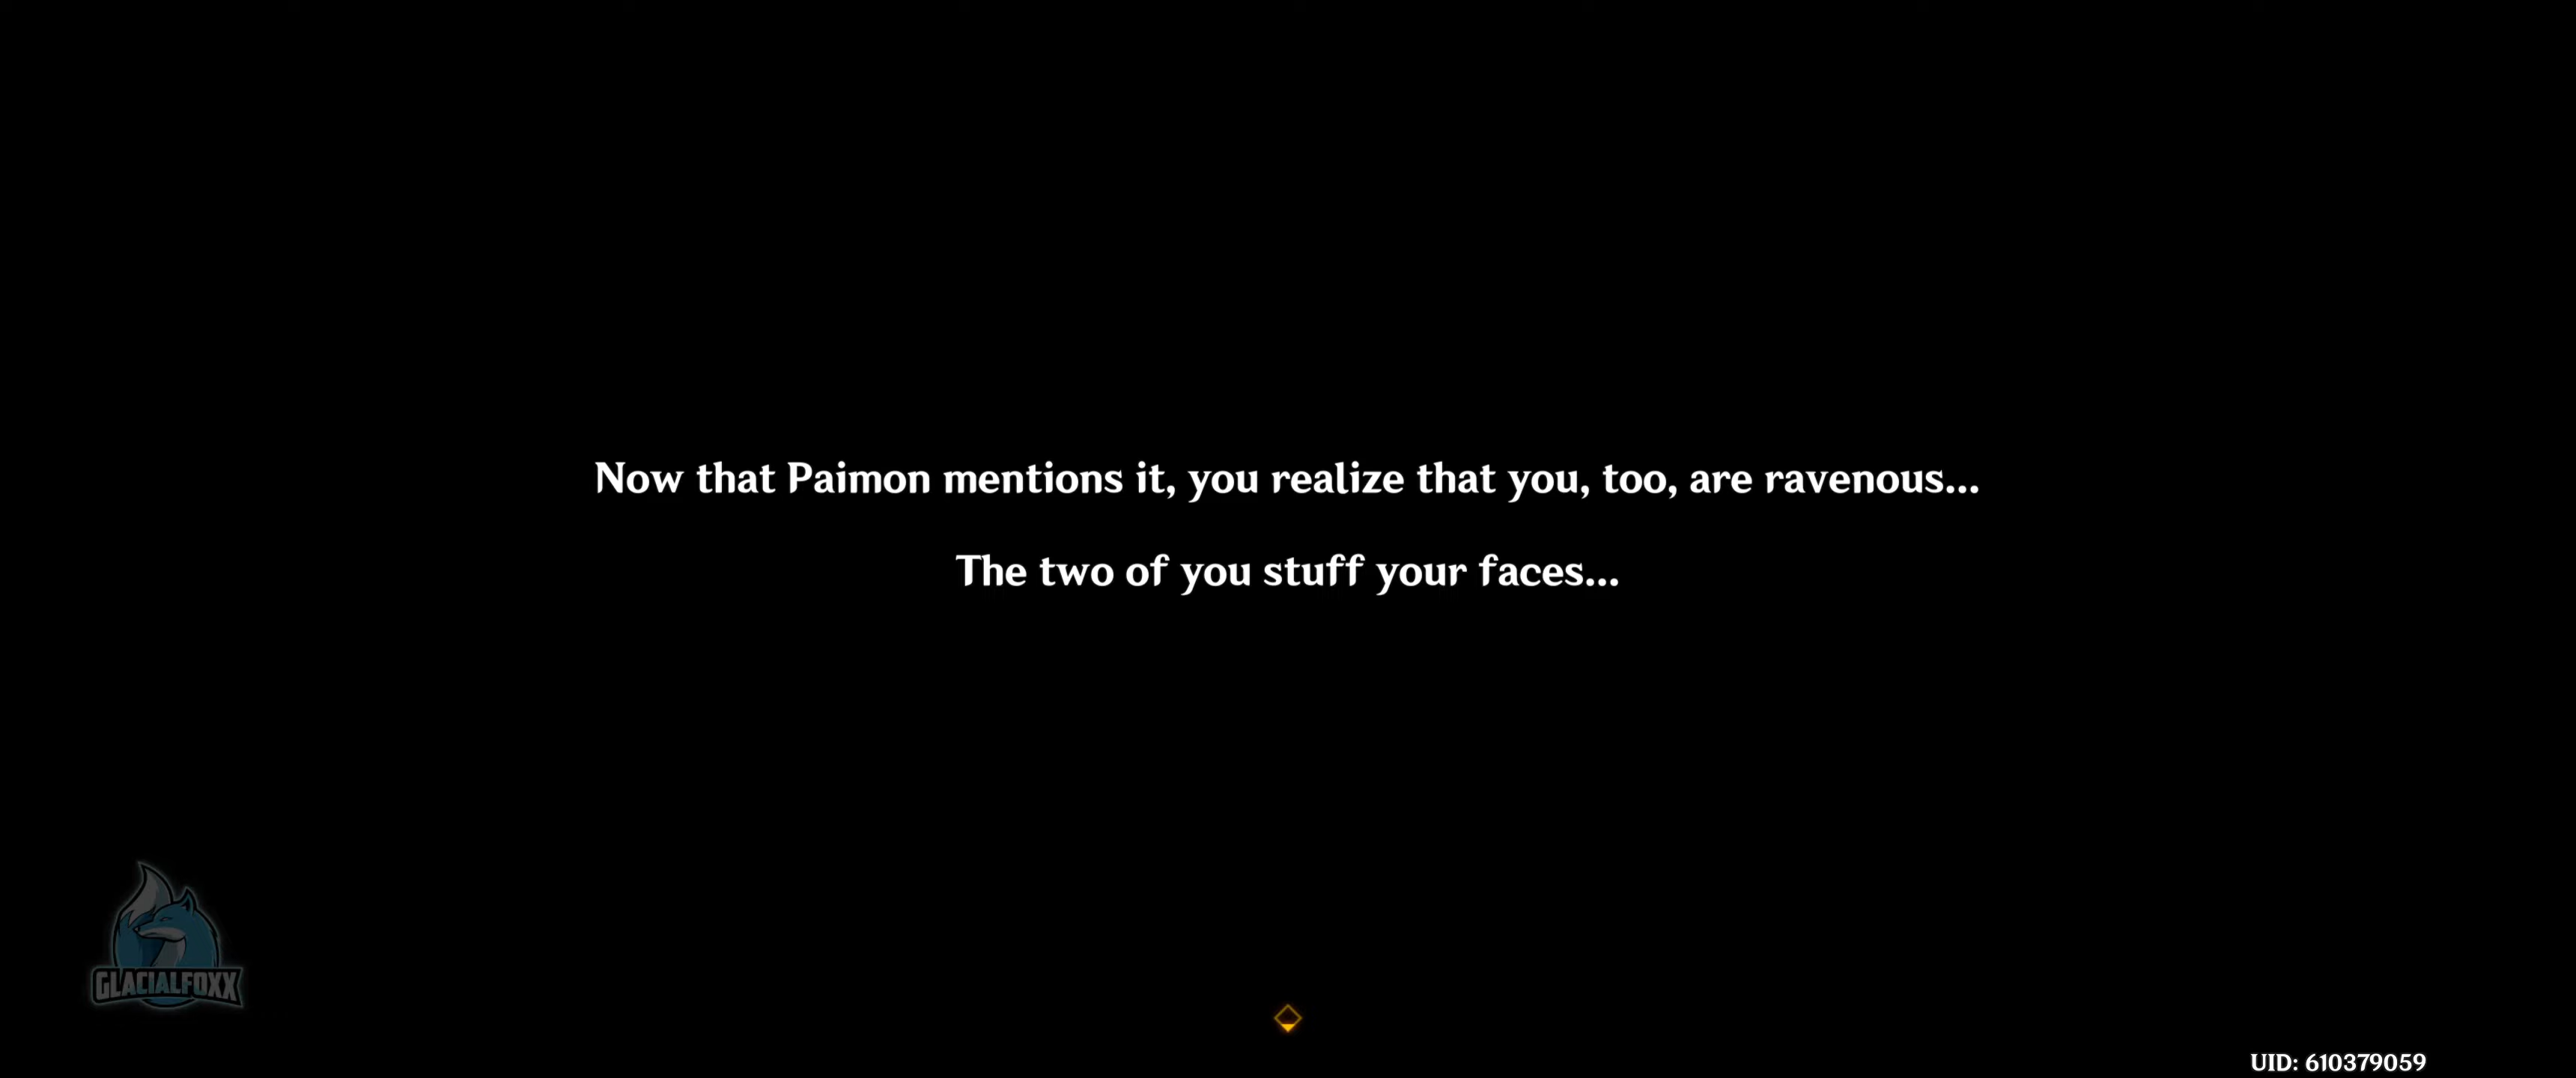 Now that Paimon mentions it, you realize that you, too, are ravenous...
The two of you stuff your faces...
GLACIALFOXX
UID: 610379059